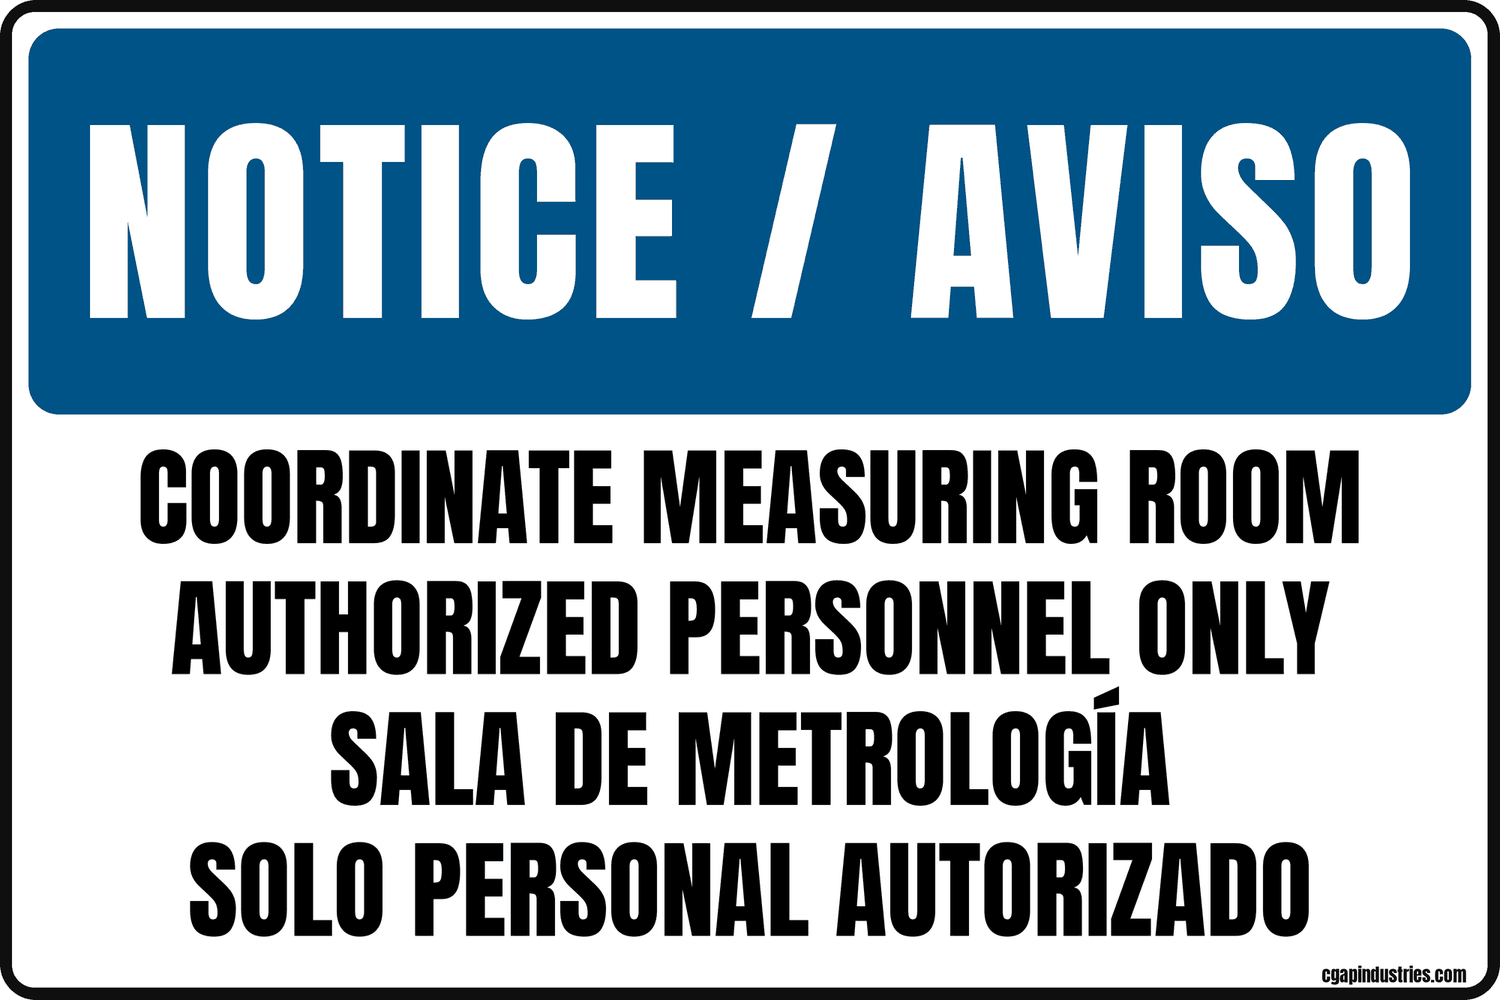 NOTICE / AVISO
COORDINATE MEASURING ROOM
AUTHORIZED PERSONNEL ONLY
SALA DE METROLOGÍA
SOLO PERSONAL AUTORIZADO
cgapindustries.com